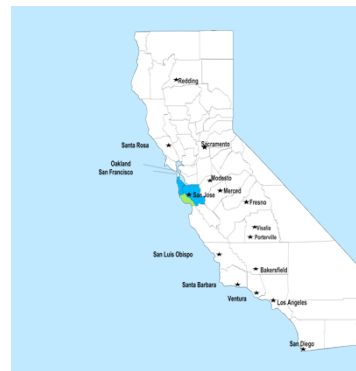 Redding
Santa Rosa
Sacramento
Oakland
San Francisco
Modesto
San Jose
Merced
Fresno
Visalia
Porterville
San Luis Obispo
Bakersfield
Santa Barbara
Ventura
Los Angeles
San Diego